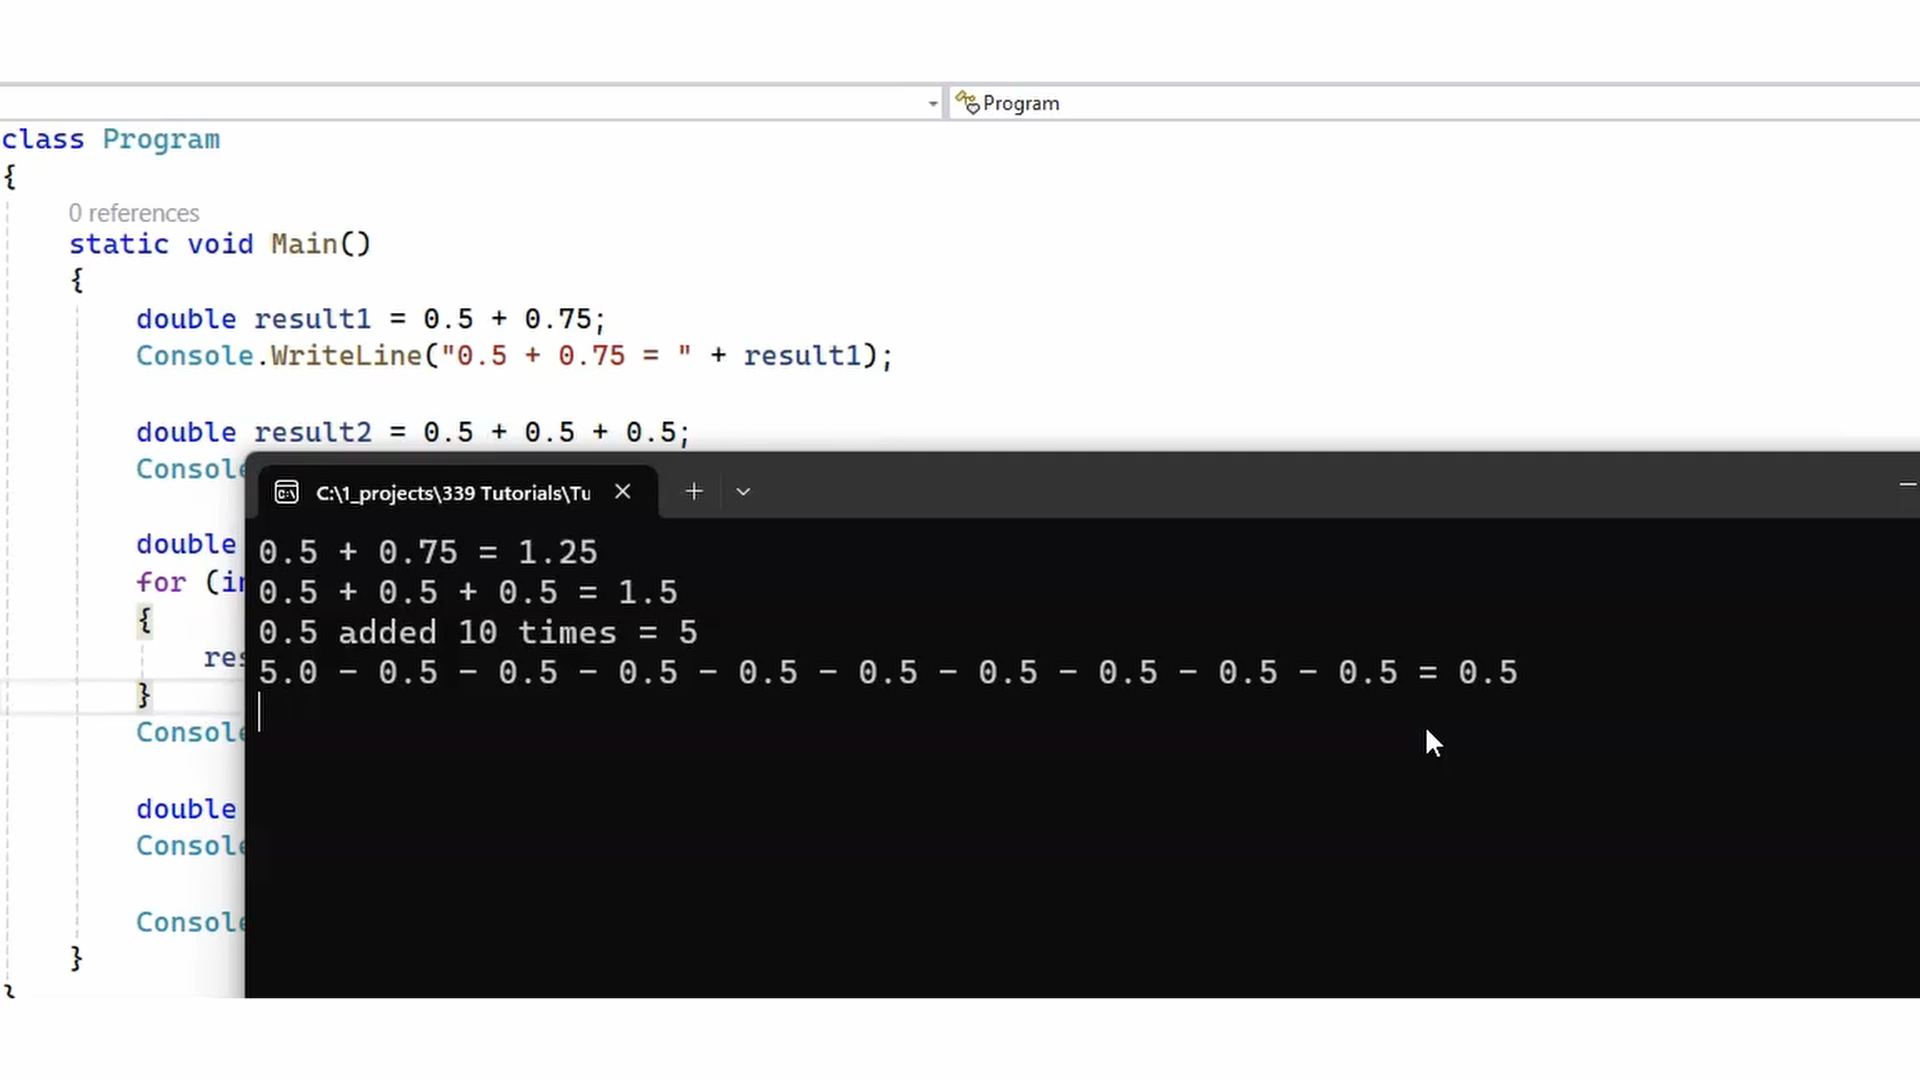 Program
class Program
{
0 references
static void Main()
{
double result1 = 0.5 + 0.75;
Console.WriteLine("0.5 + 0.75 = " + result1);
double result2 = 0.5 + 0.5 + 0.5;
Console
double
for (in
{
res
}
Console
double
Console
Console
}
}
C:\1_projects\339 Tutorials\Tu
0.5 + 0.75 = 1.25
0.5 + 0.5 + 0.5 = 1.5
0.5 added 10 times = 5
5.0 - 0.5 - 0.5 - 0.5 - 0.5 - 0.5 - 0.5 - 0.5 - 0.5 - 0.5 = 0.5